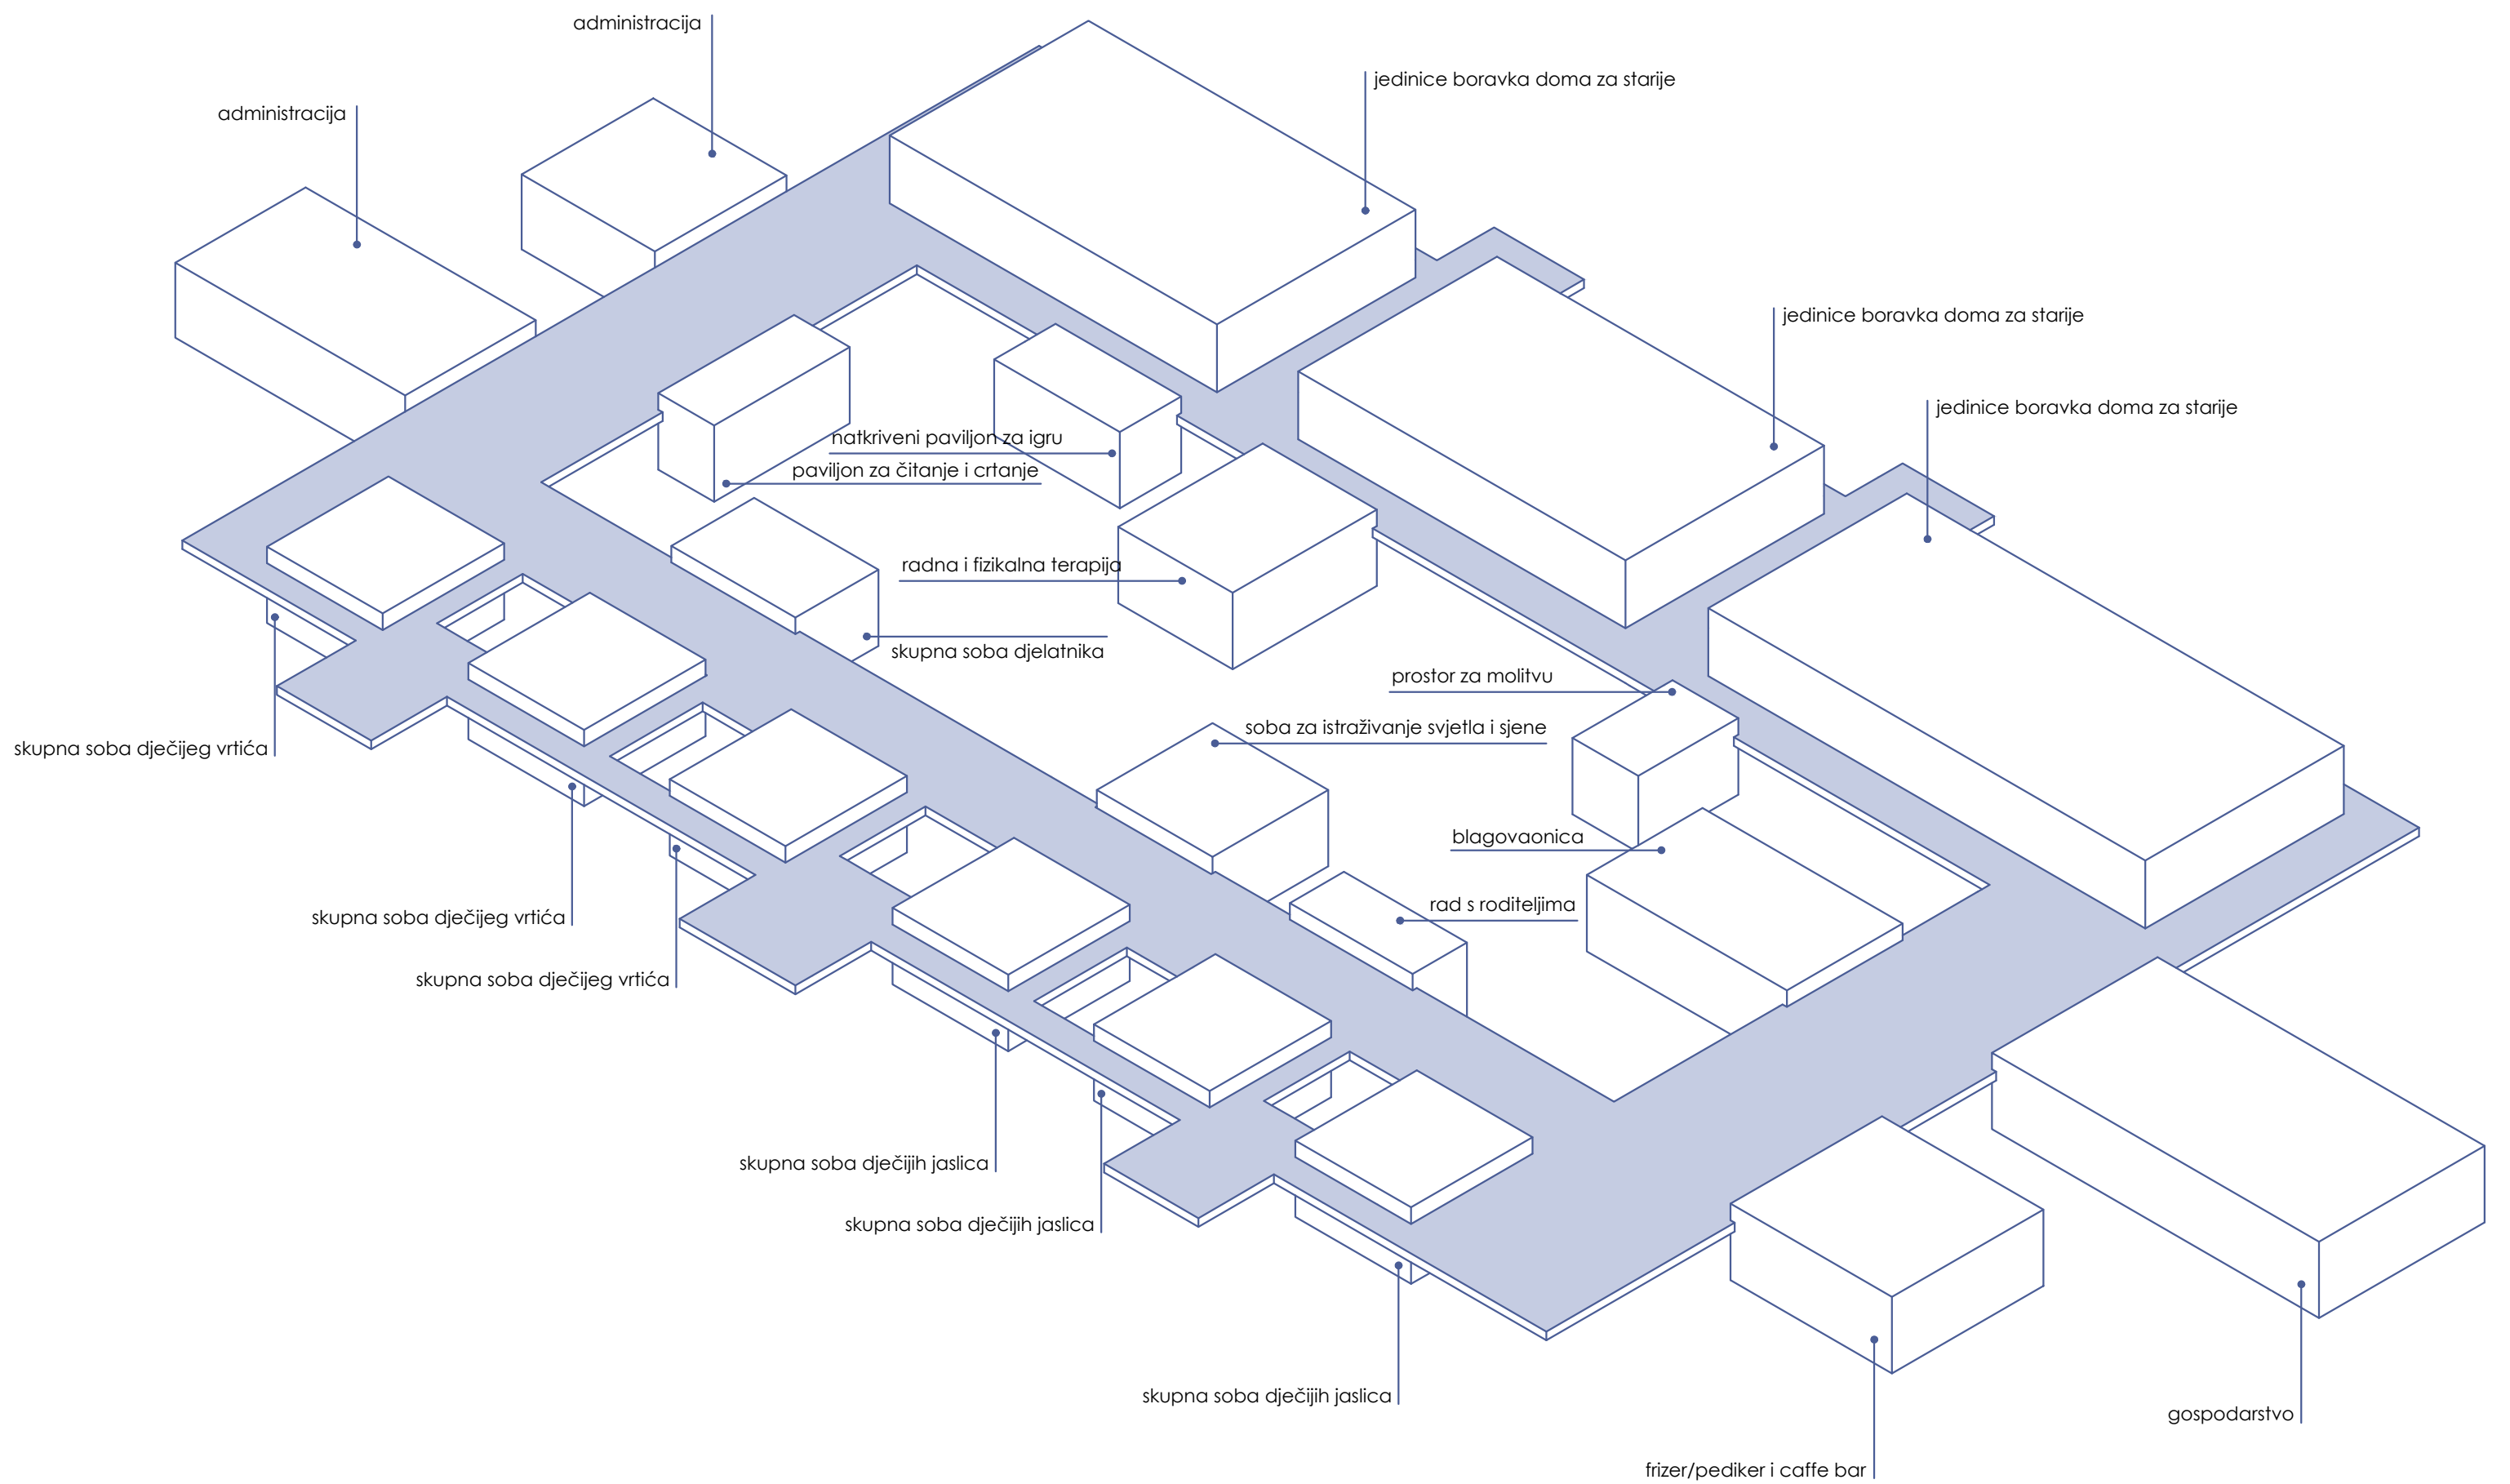 administracija
jedinice boravka doma za starije
administracija
jedinice boravka doma za starije
jedinice boravka doma za starije
natkriveni paviljon za igru
paviljon za čitanje i crtanje
radna i fizikalna terapija
skupna soba djelatnika
prostor za molitvu
soba za istraživanje svjetla i sjene
skupna soba dječijeg vrtića
blagovaonica
rad s roditeljima
skupna soba dječijeg vrtića
skupna soba dječijeg vrtića
skupna soba dječijih jaslica
skupna soba dječijih jaslica
skupna soba dječijih jaslica
gospodarstvo
frizer/pediker i caffe bar